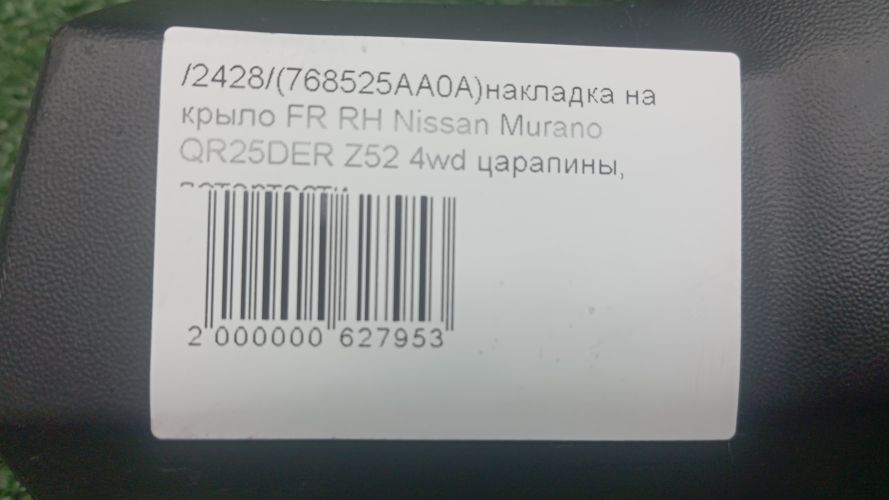 /2428/(768525AA0A)накладка на
крыло FR RH Nissan Murano
QR25DER Z52 4wd царапины,
2 000000 627953